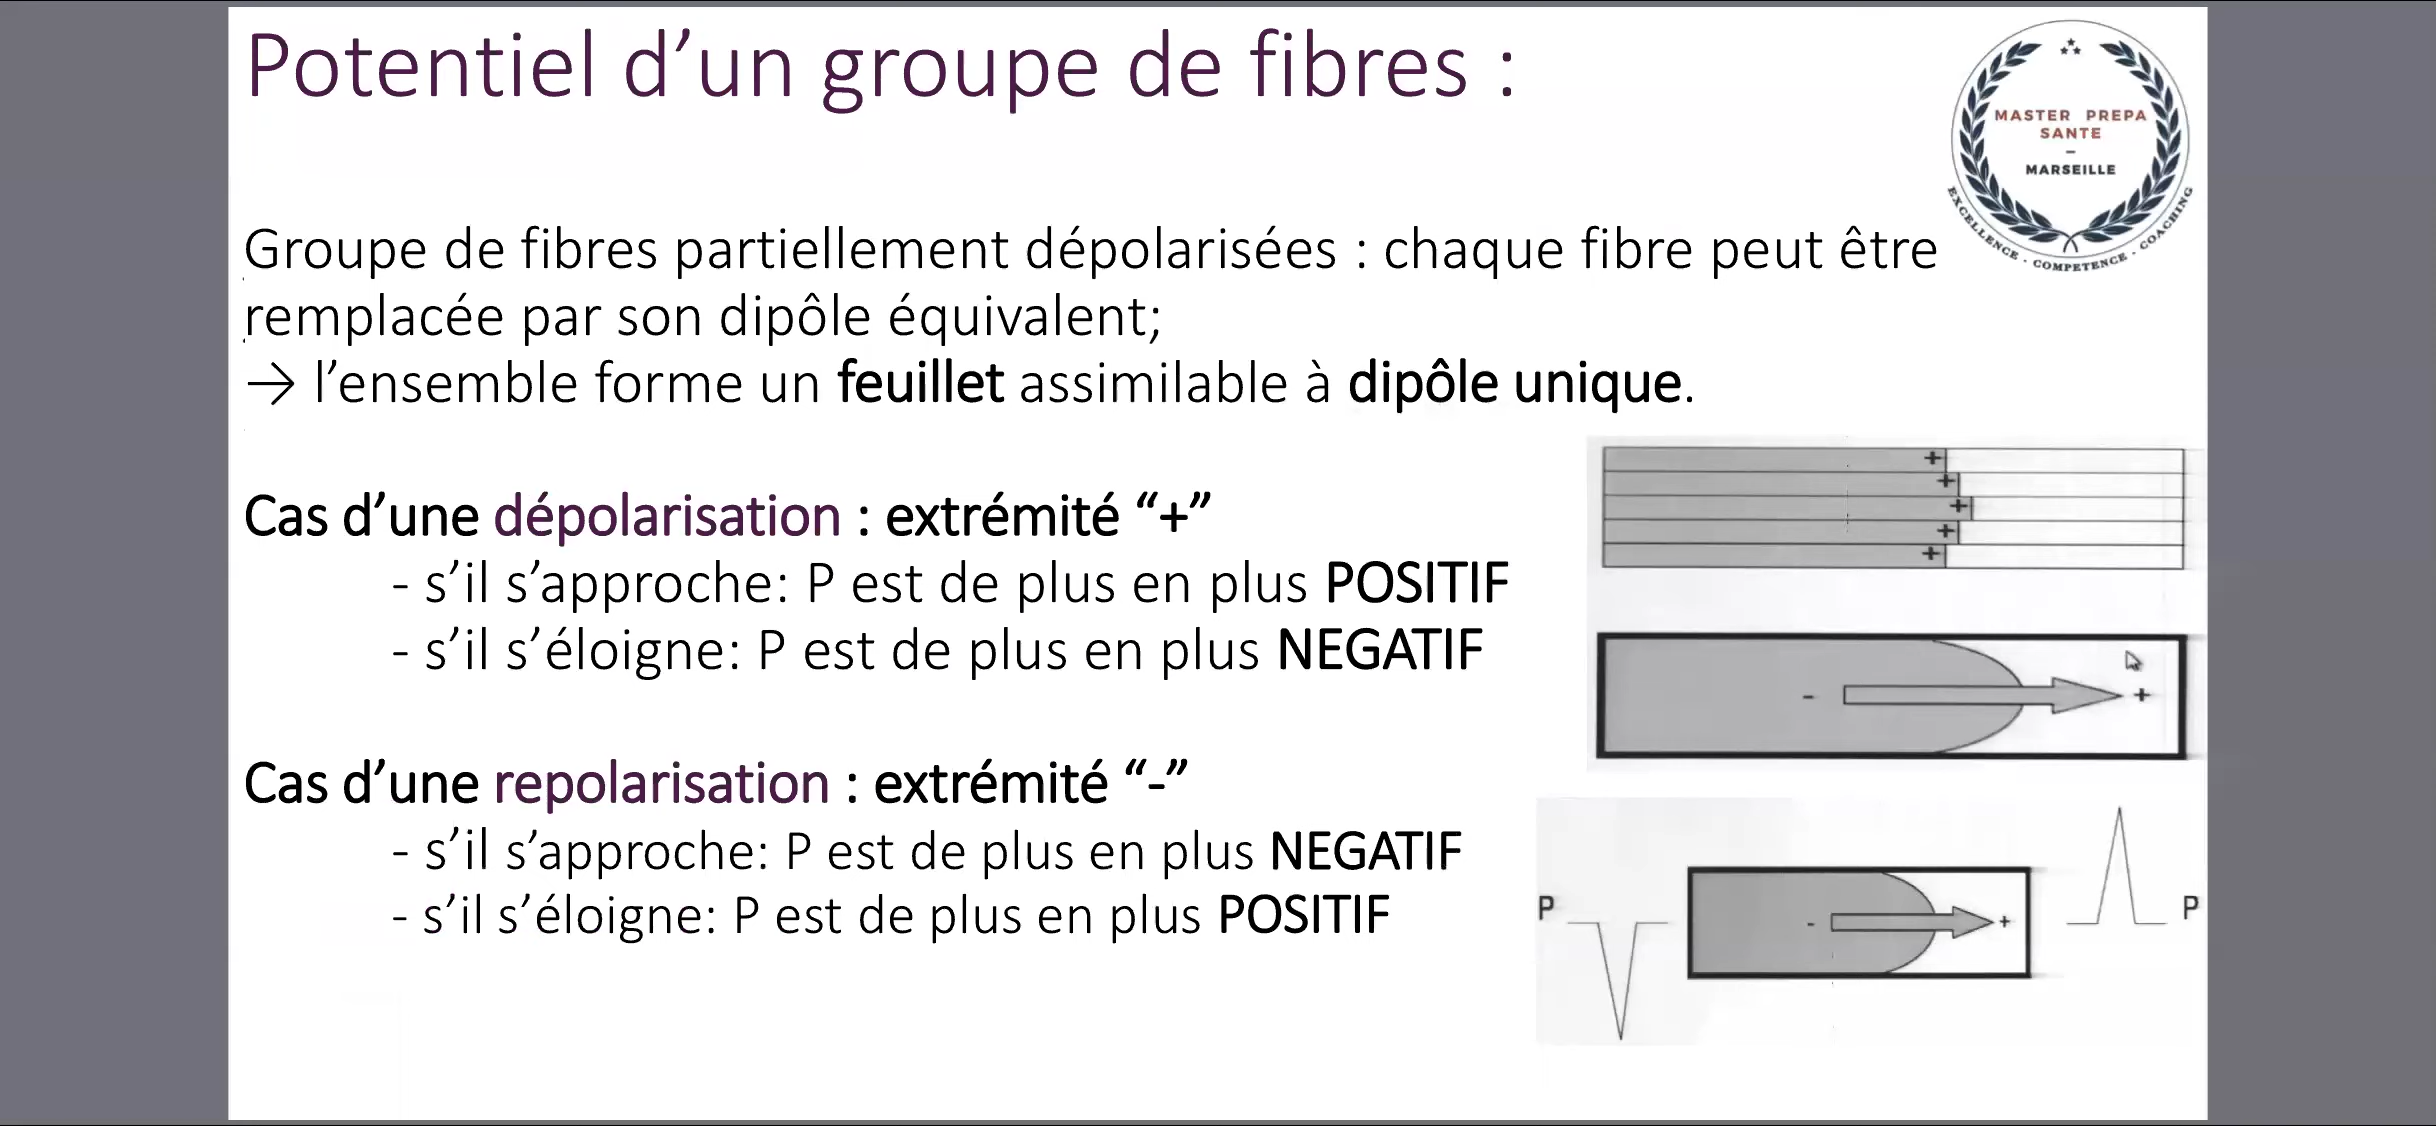 Potentiel d’un groupe de fibres :
MASTER PREPA
SANTE
–
MARSEILLE
EXCELLENCE - COMPETENCE - COACHING
Groupe de fibres partiellement dépolarisées : chaque fibre peut être
remplacée par son dipôle équivalent;
→ l’ensemble forme un feuillet assimilable à dipôle unique.
Cas d’une dépolarisation : extrémité “+”
- s’il s’approche: P est de plus en plus POSITIF
- s’il s’éloigne: P est de plus en plus NEGATIF
Cas d’une repolarisation : extrémité “-”
- s’il s’approche: P est de plus en plus NEGATIF
- s’il s’éloigne: P est de plus en plus POSITIF
+
+
+
+
+
- +
P - + P